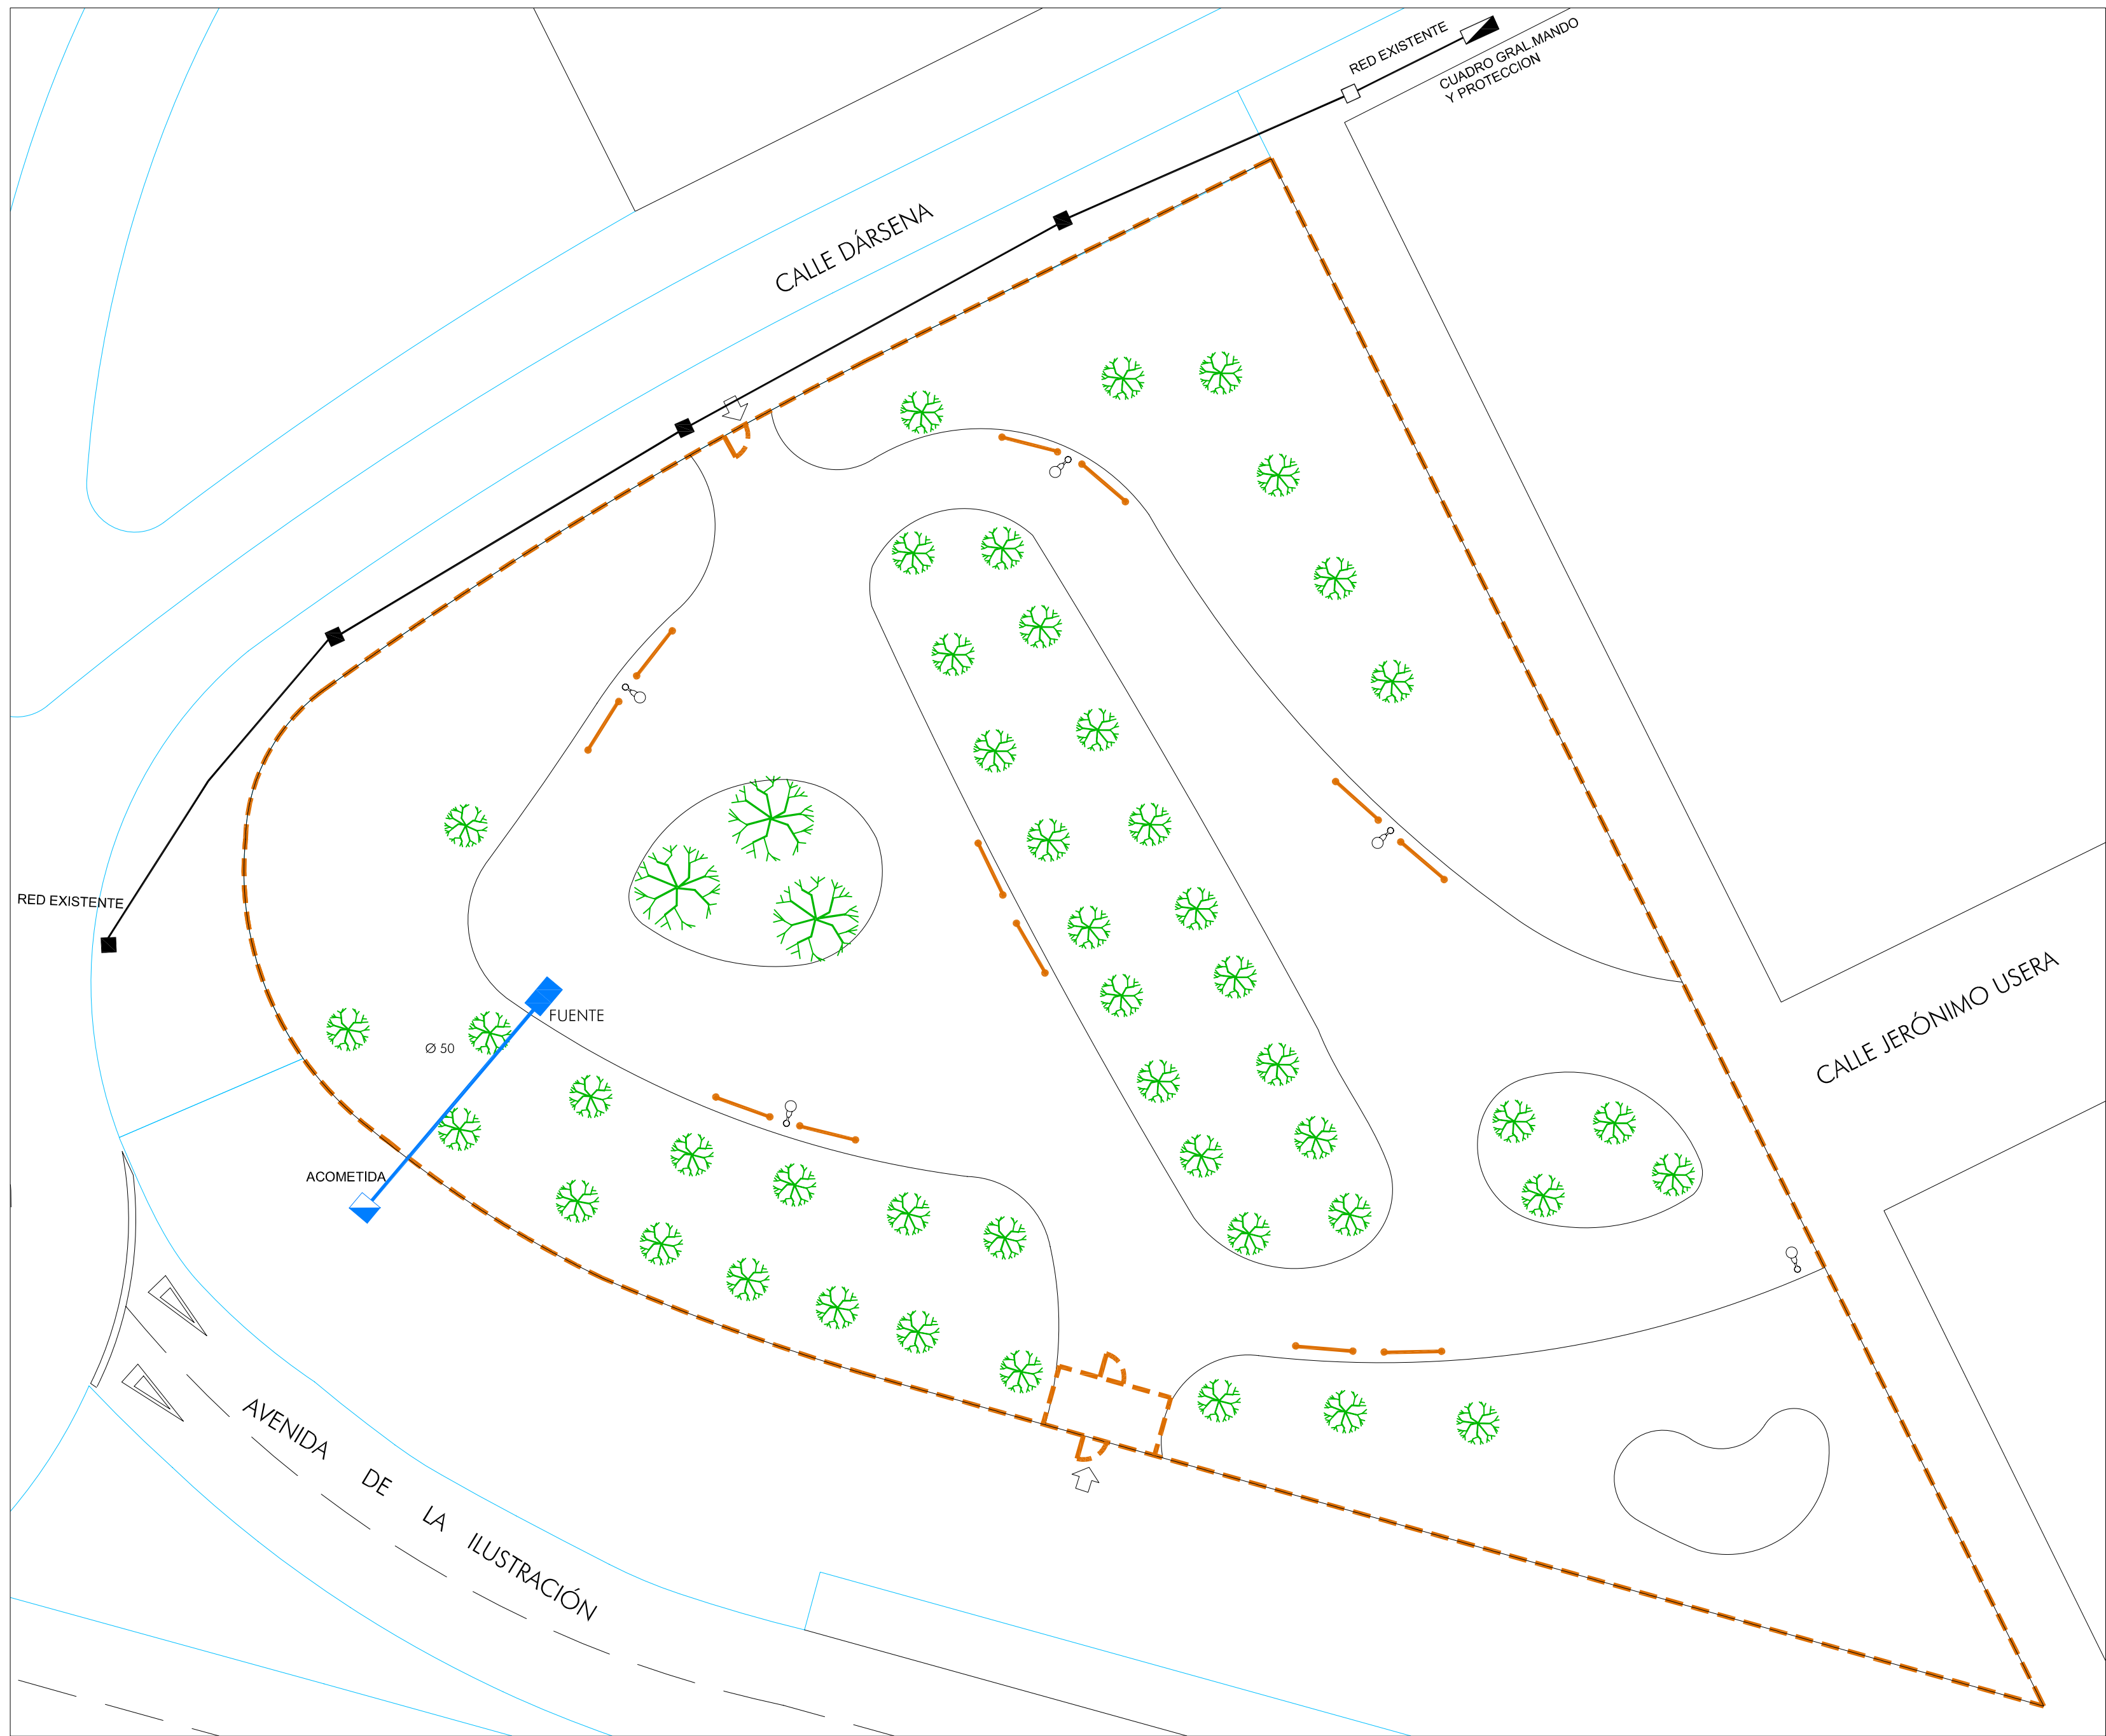 RED EXISTENTE
CUADRO GRAL.MANDO
Y PROTECCION
CALLE DÁRSENA
RED EXISTENTE
FUENTE
Ø 50
CALLE JERÓNIMO USERA
ACOMETIDA
AVENIDA DE LA ILUSTRACIÓN